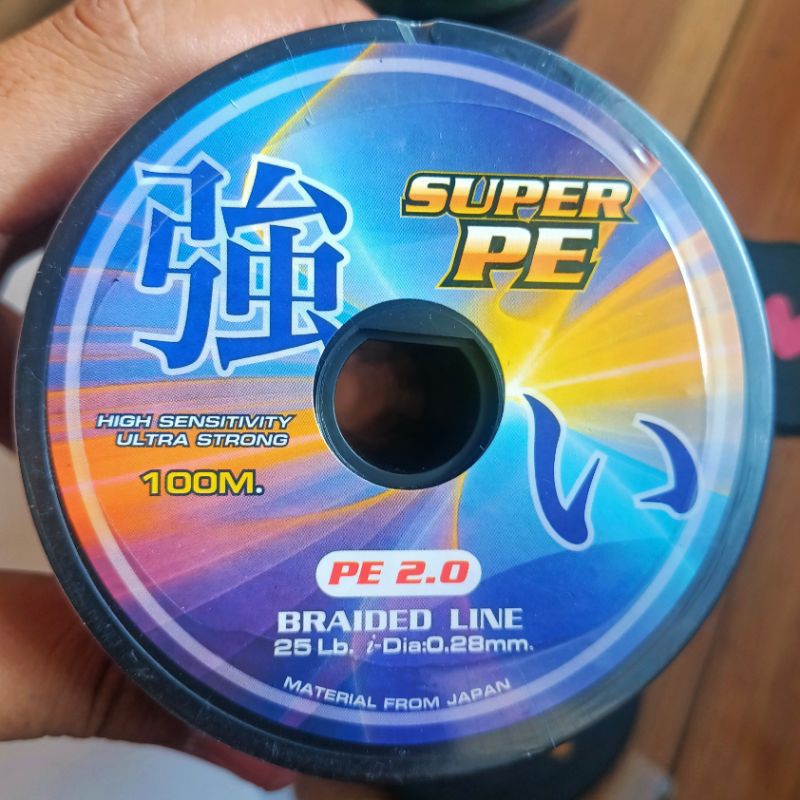 強い
SUPER
PE
HIGH SENSITIVITY
ULTRA STRONG
100M.
PE 2.0
BRAIDED LINE
25 Lb. i-Dia:0.28mm.
MATERIAL FROM JAPAN